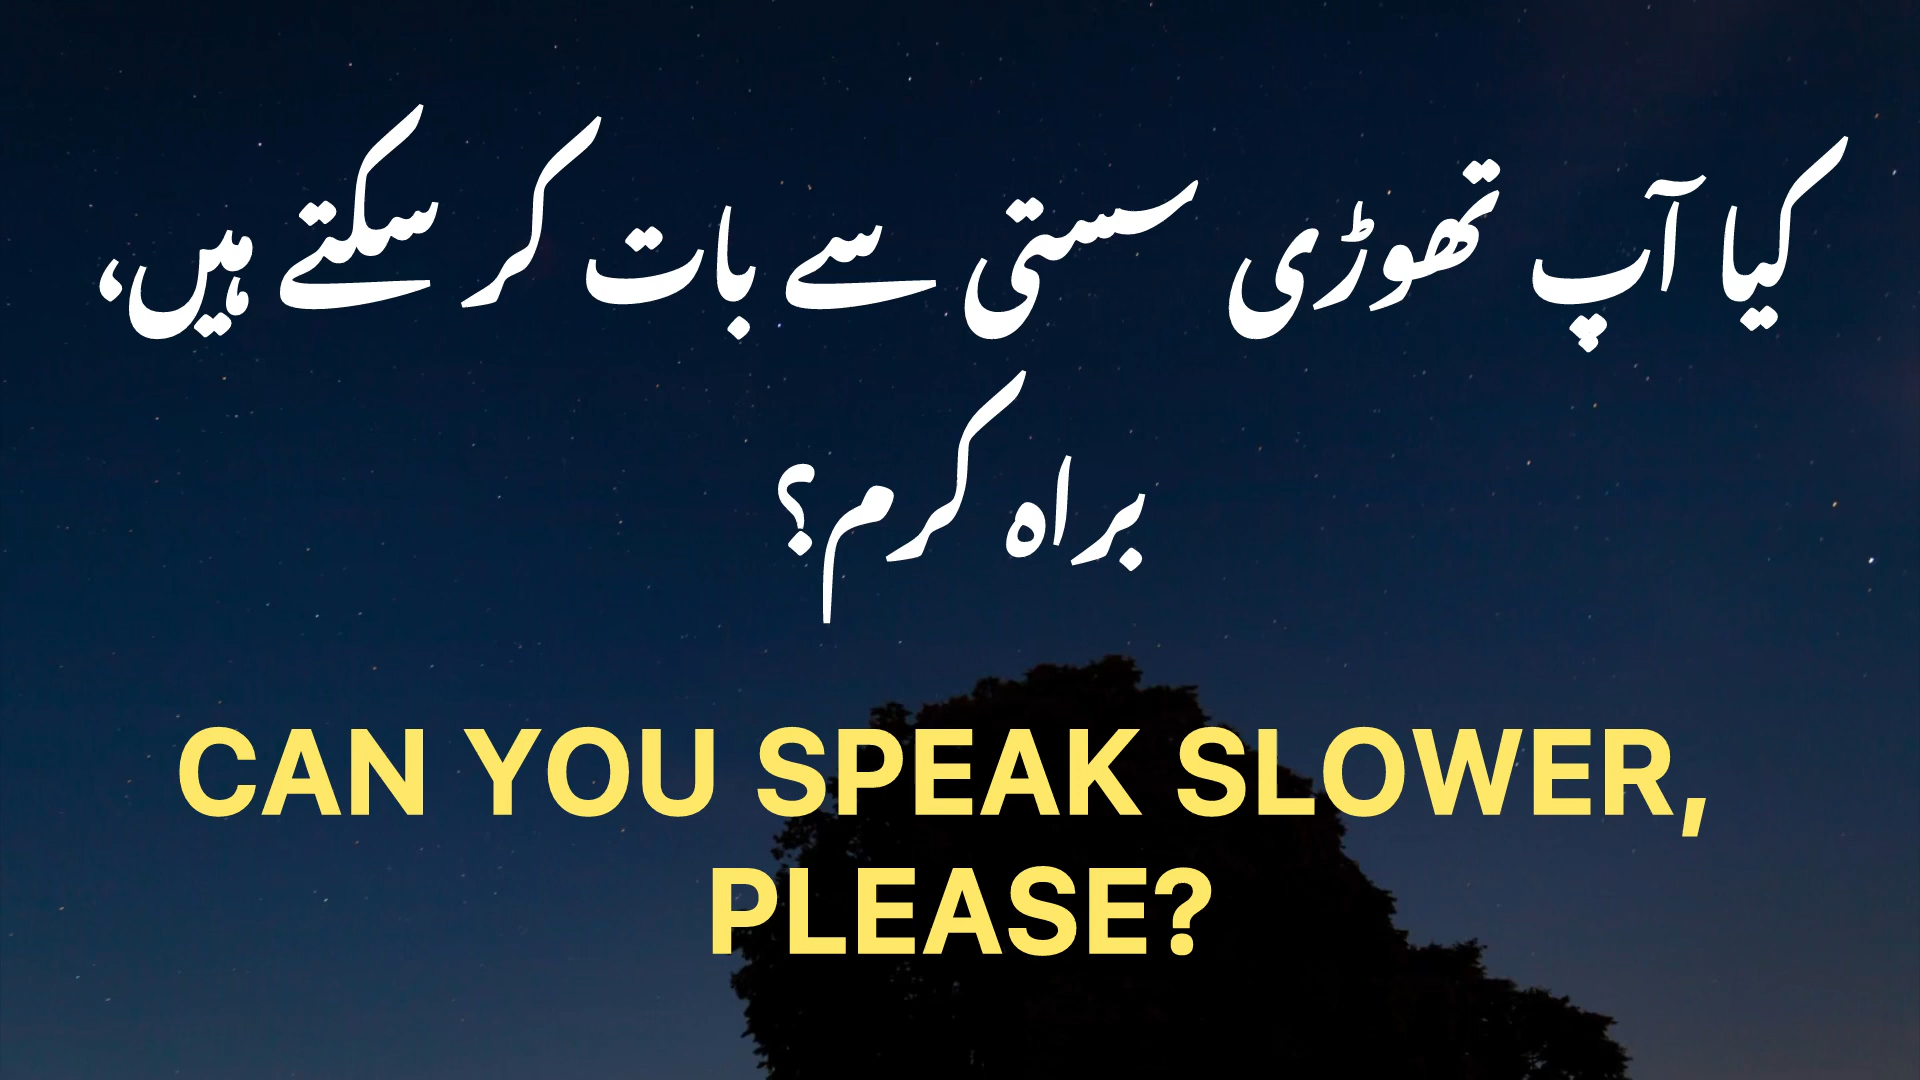 کیا آپ تھوڑی سستی سے بات کر سکتے ہیں،
براہ کرم؟
CAN YOU SPEAK SLOWER,
PLEASE?